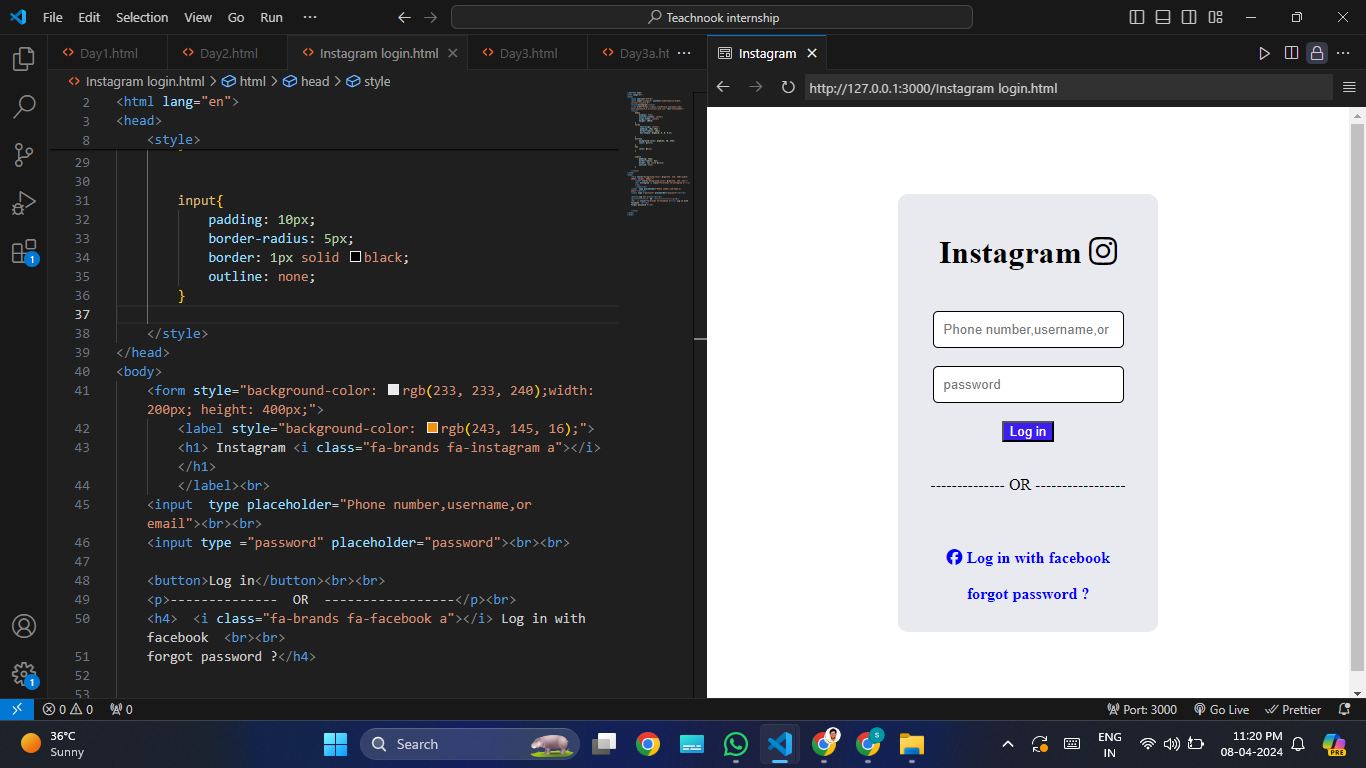 File Edit Selection View Go Run ··· Teachnook internship
Day1.html Day2.html Instagram login.html Day3.html Day3a.ht ···
Instagram
Instagram login.html > html > head > style
http://127.0.0.1:3000/Instagram login.html
2 <html lang="en">
3 <head>
8 <style>
29
30
31 input{
32 padding: 10px;
33 border-radius: 5px;
34 border: 1px solid black;
35 outline: none;
36 }
37
38 </style>
39 </head>
40 <body>
41 <form style="background-color: rgb(233, 233, 240);width:
200px; height: 400px;">
42 <label style="background-color: rgb(243, 145, 16);">
43 <h1> Instagram <i class="fa-brands fa-instagram a"></i>
</h1>
44 </label><br>
45 <input  type placeholder="Phone number,username,or
email"><br><br>
46 <input type ="password" placeholder="password"><br><br>
47
48 <button>Log in</button><br><br>
49 <p>--------------  OR  -----------------</p><br>
50 <h4>  <i class="fa-brands fa-facebook a"></i> Log in with
facebook  <br><br>
51 forgot password ?</h4>
52
53
Instagram
Phone number,username,or
password
Log in
-------------- OR -----------------
Log in with facebook
forgot password ?
1
1
0 0 0
Port: 3000 Go Live Prettier
36°C
Sunny
Search
S
ENG
IN
11:20 PM
08-04-2024
PRE